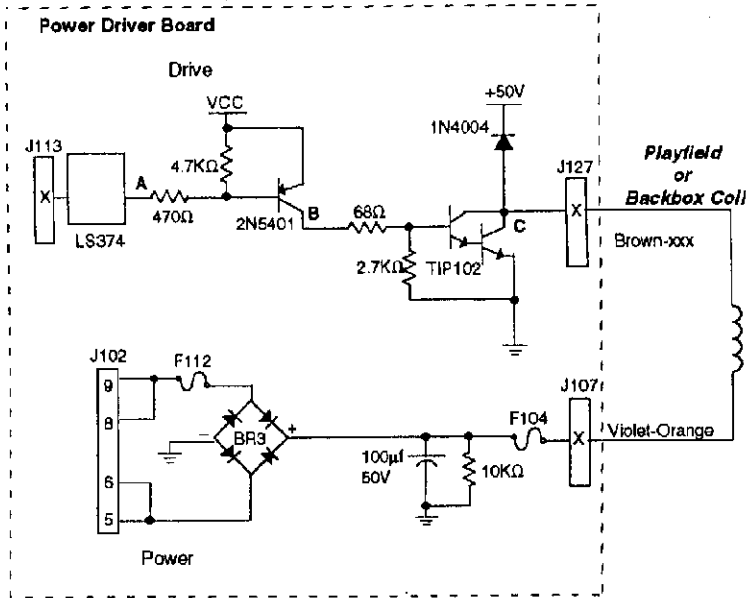 Power Driver Board
Drive
VCC
+50V
1N4004
J113
4.7KΩ
J127
Playfield
or
Backbox Coil
X
A
B
68Ω
C
X
470Ω
2N5401
LS374
2.7KΩ
TIP102
Brown-xxx
J102
F112
J107
9
8
BR3
-
+
F104
X
Violet-Orange
100µf
50V
10KΩ
6
5
Power